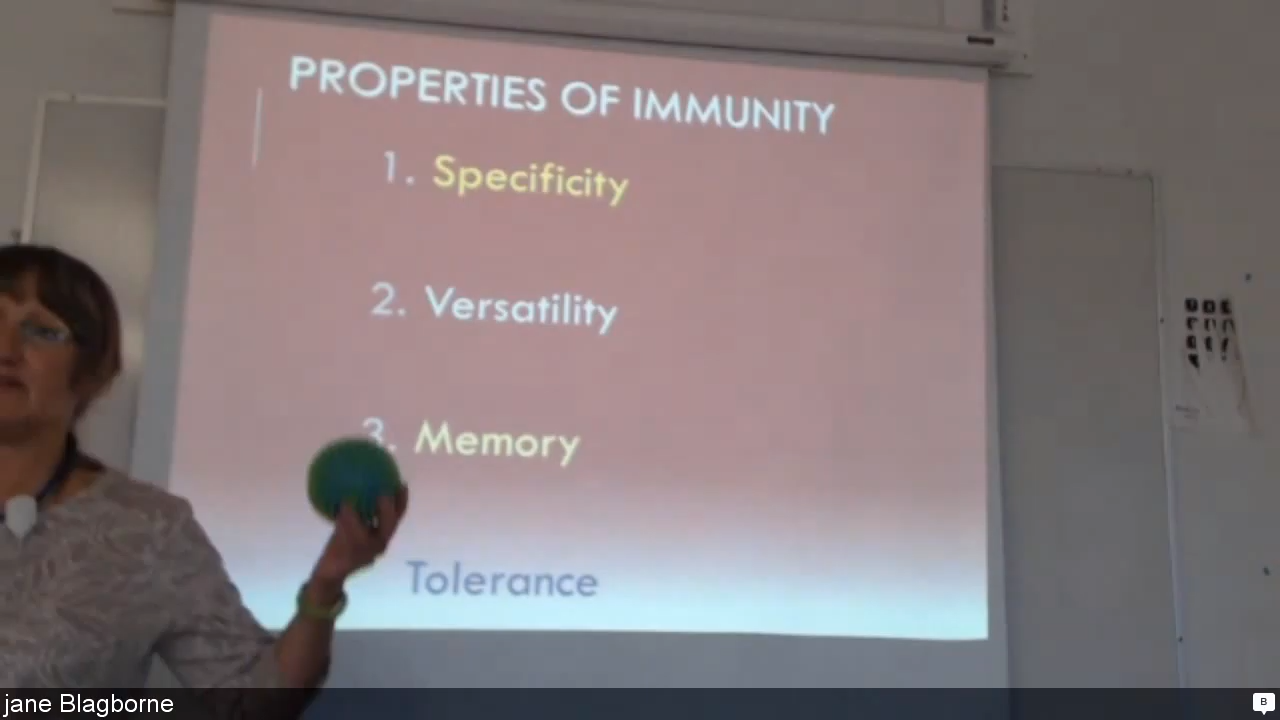 PROPERTIES OF IMMUNITY
1. Specificity
2. Versatility
3. Memory
Tolerance
jane Blagborne
B